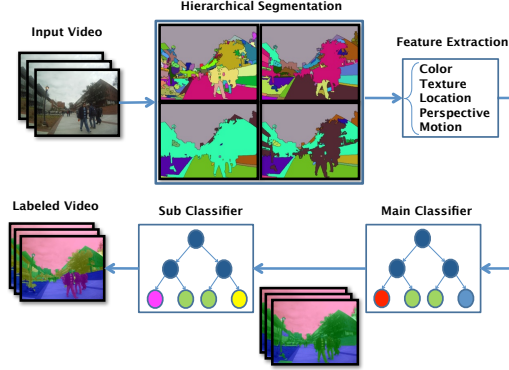 Hierarchical Segmentation
Input Video
Feature Extraction
Color
Texture
Location
Perspective
Motion
Labeled Video
Sub Classifier
Main Classifier